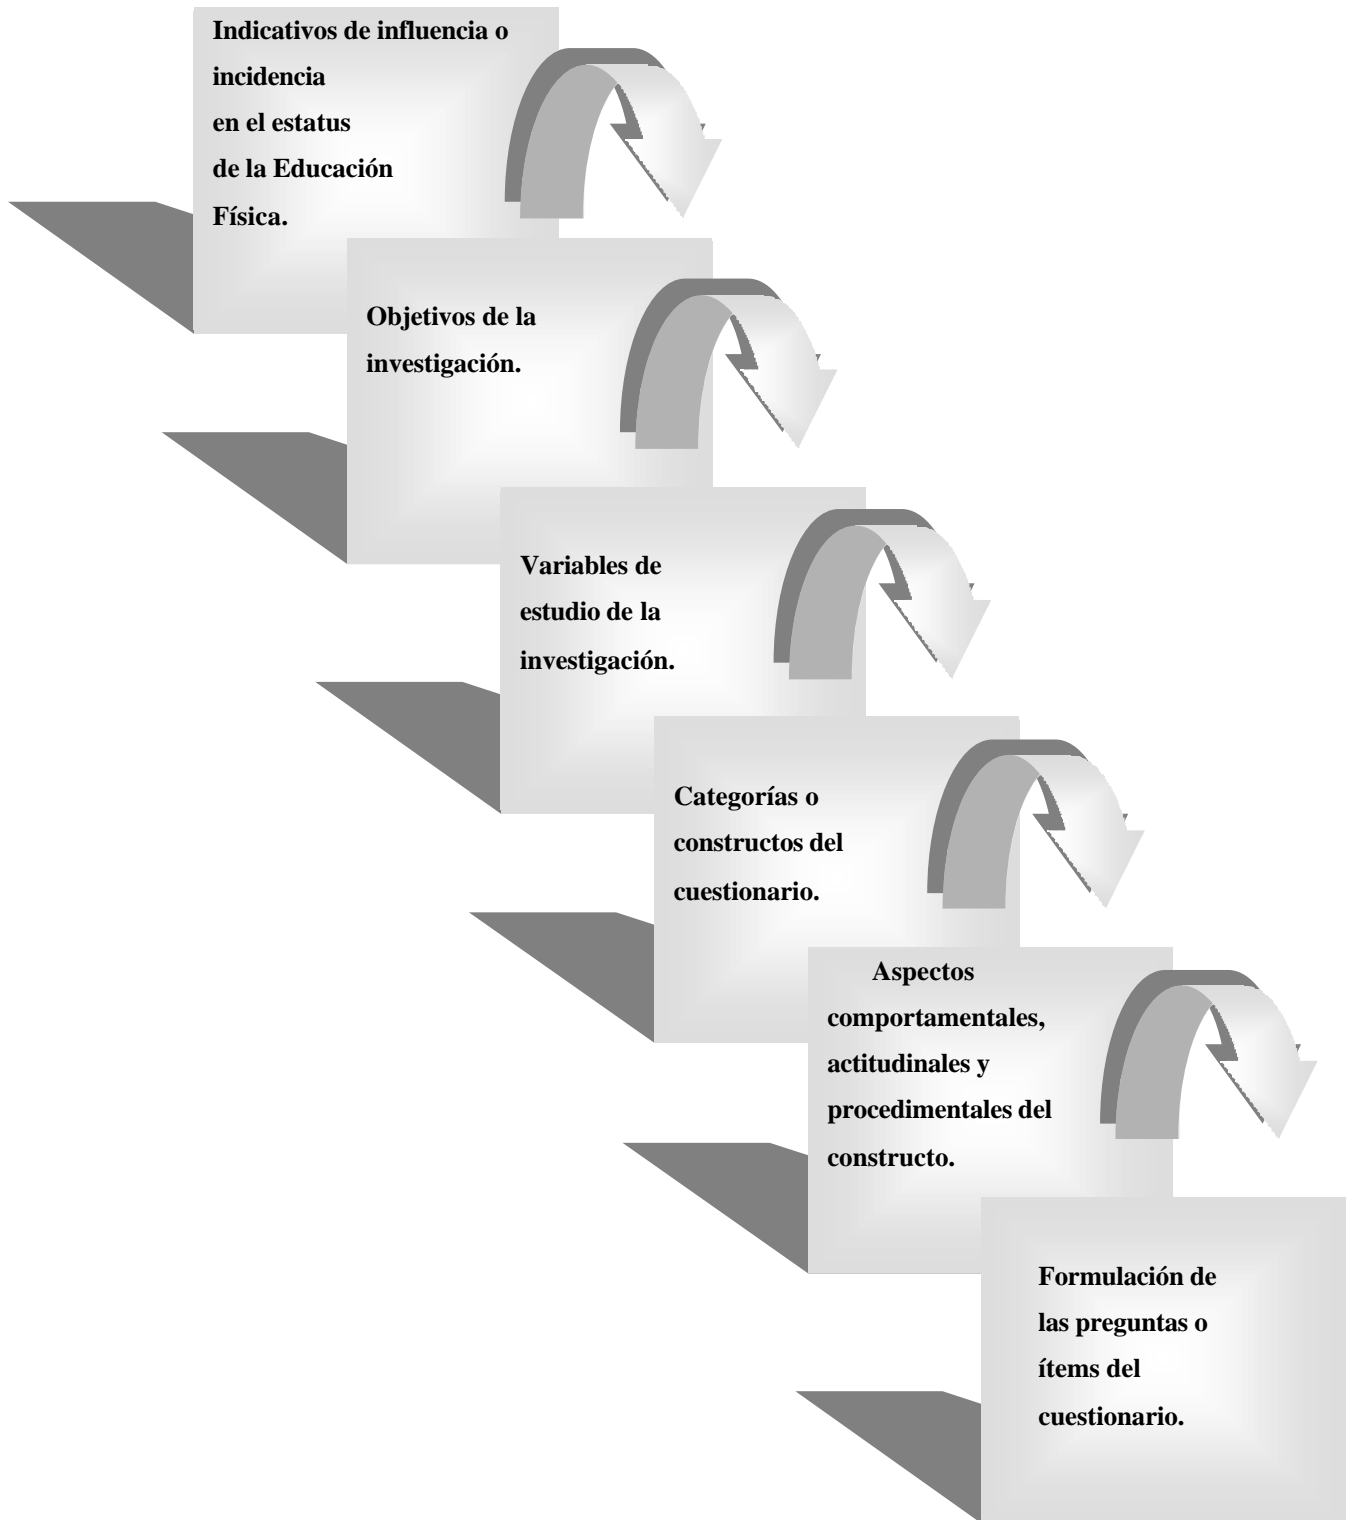 Indicativos de influencia o
incidencia
en el estatus
de la Educación
Física.
Objetivos de la
investigación.
Variables de
estudio de la
investigación.
Categorías o
constructos del
cuestionario.
Aspectos
comportamentales,
actitudinales y
procedimentales del
constructo.
Formulación de
las preguntas o
ítems del
cuestionario.